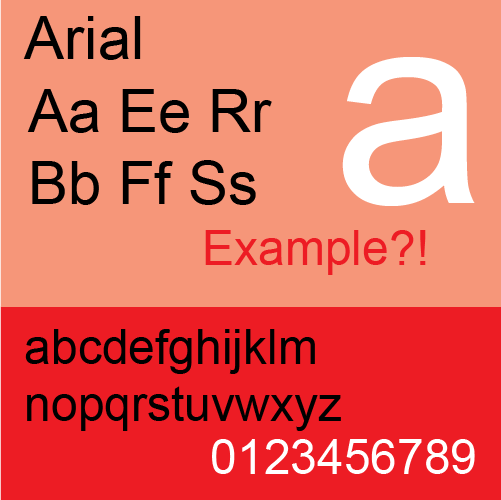 Arial
Aa Ee Rr
Bb Ff Ss
a
Example?!
abcdefghijklm
nopqrstuvwxyz
0123456789